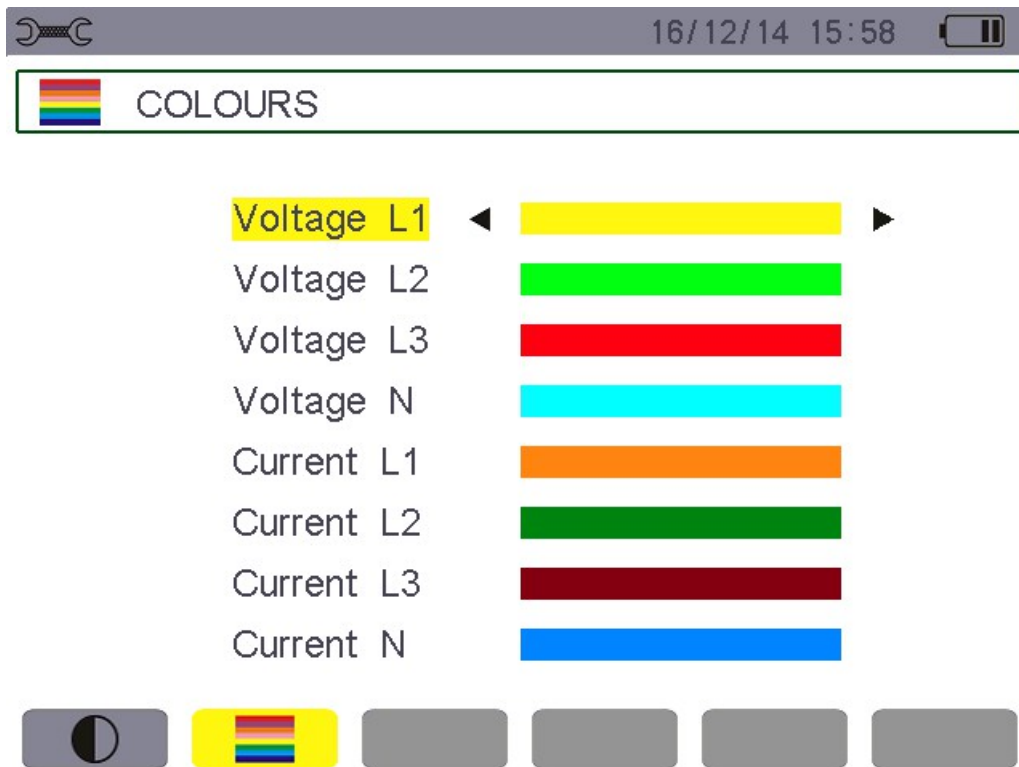 16/12/14 15:58
COLOURS
Voltage L1
Voltage L2
Voltage L3
Voltage N
Current L1
Current L2
Current L3
Current N